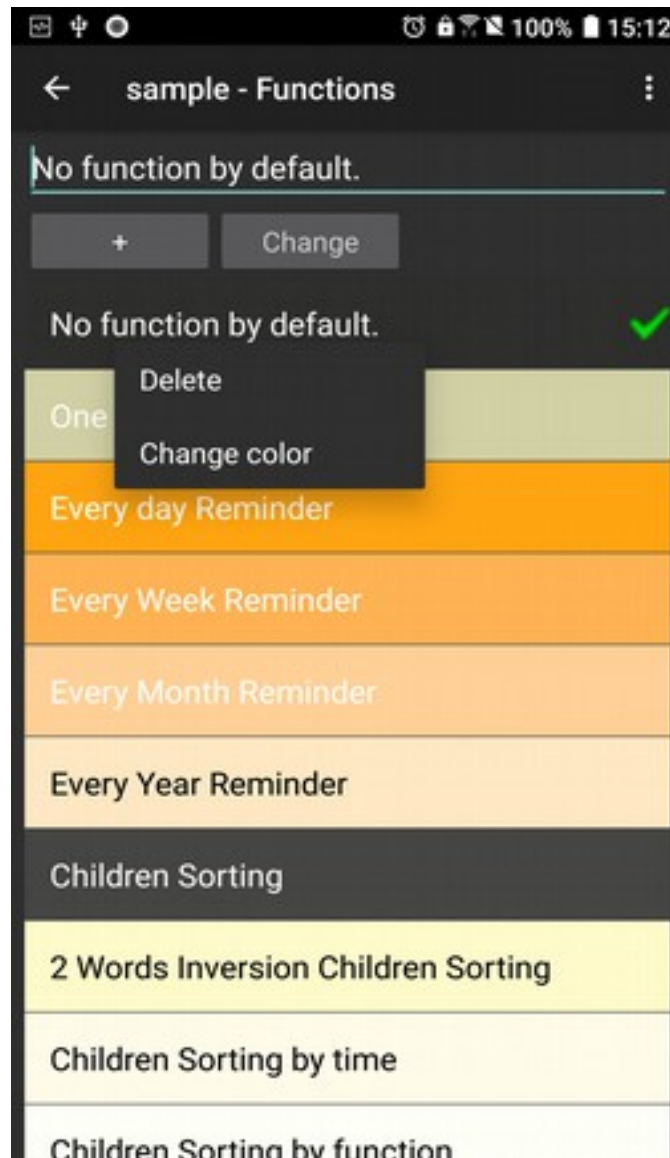 100% 15:12
sample - Functions
No function by default.
+ Change
No function by default.
Delete
One
Change color
Every day Reminder
Every Week Reminder
Every Month Reminder
Every Year Reminder
Children Sorting
2 Words Inversion Children Sorting
Children Sorting by time
Children Sorting by function